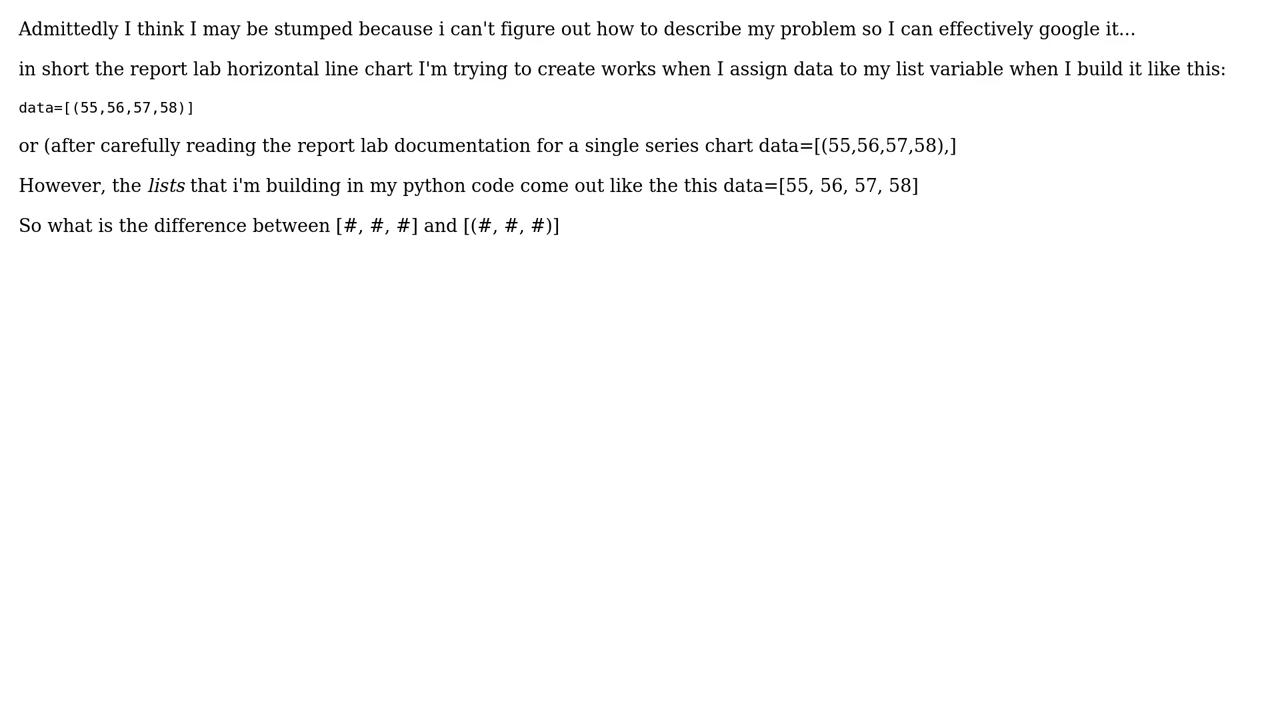 Admittedly I think I may be stumped because i can't figure out how to describe my problem so I can effectively google it...
in short the report lab horizontal line chart I'm trying to create works when I assign data to my list variable when I build it like this:
data=[(55,56,57,58)]
or (after carefully reading the report lab documentation for a single series chart data=[(55,56,57,58),]
However, the lists that i'm building in my python code come out like the this data=[55, 56, 57, 58]
So what is the difference between [#, #, #] and [(#, #, #)]